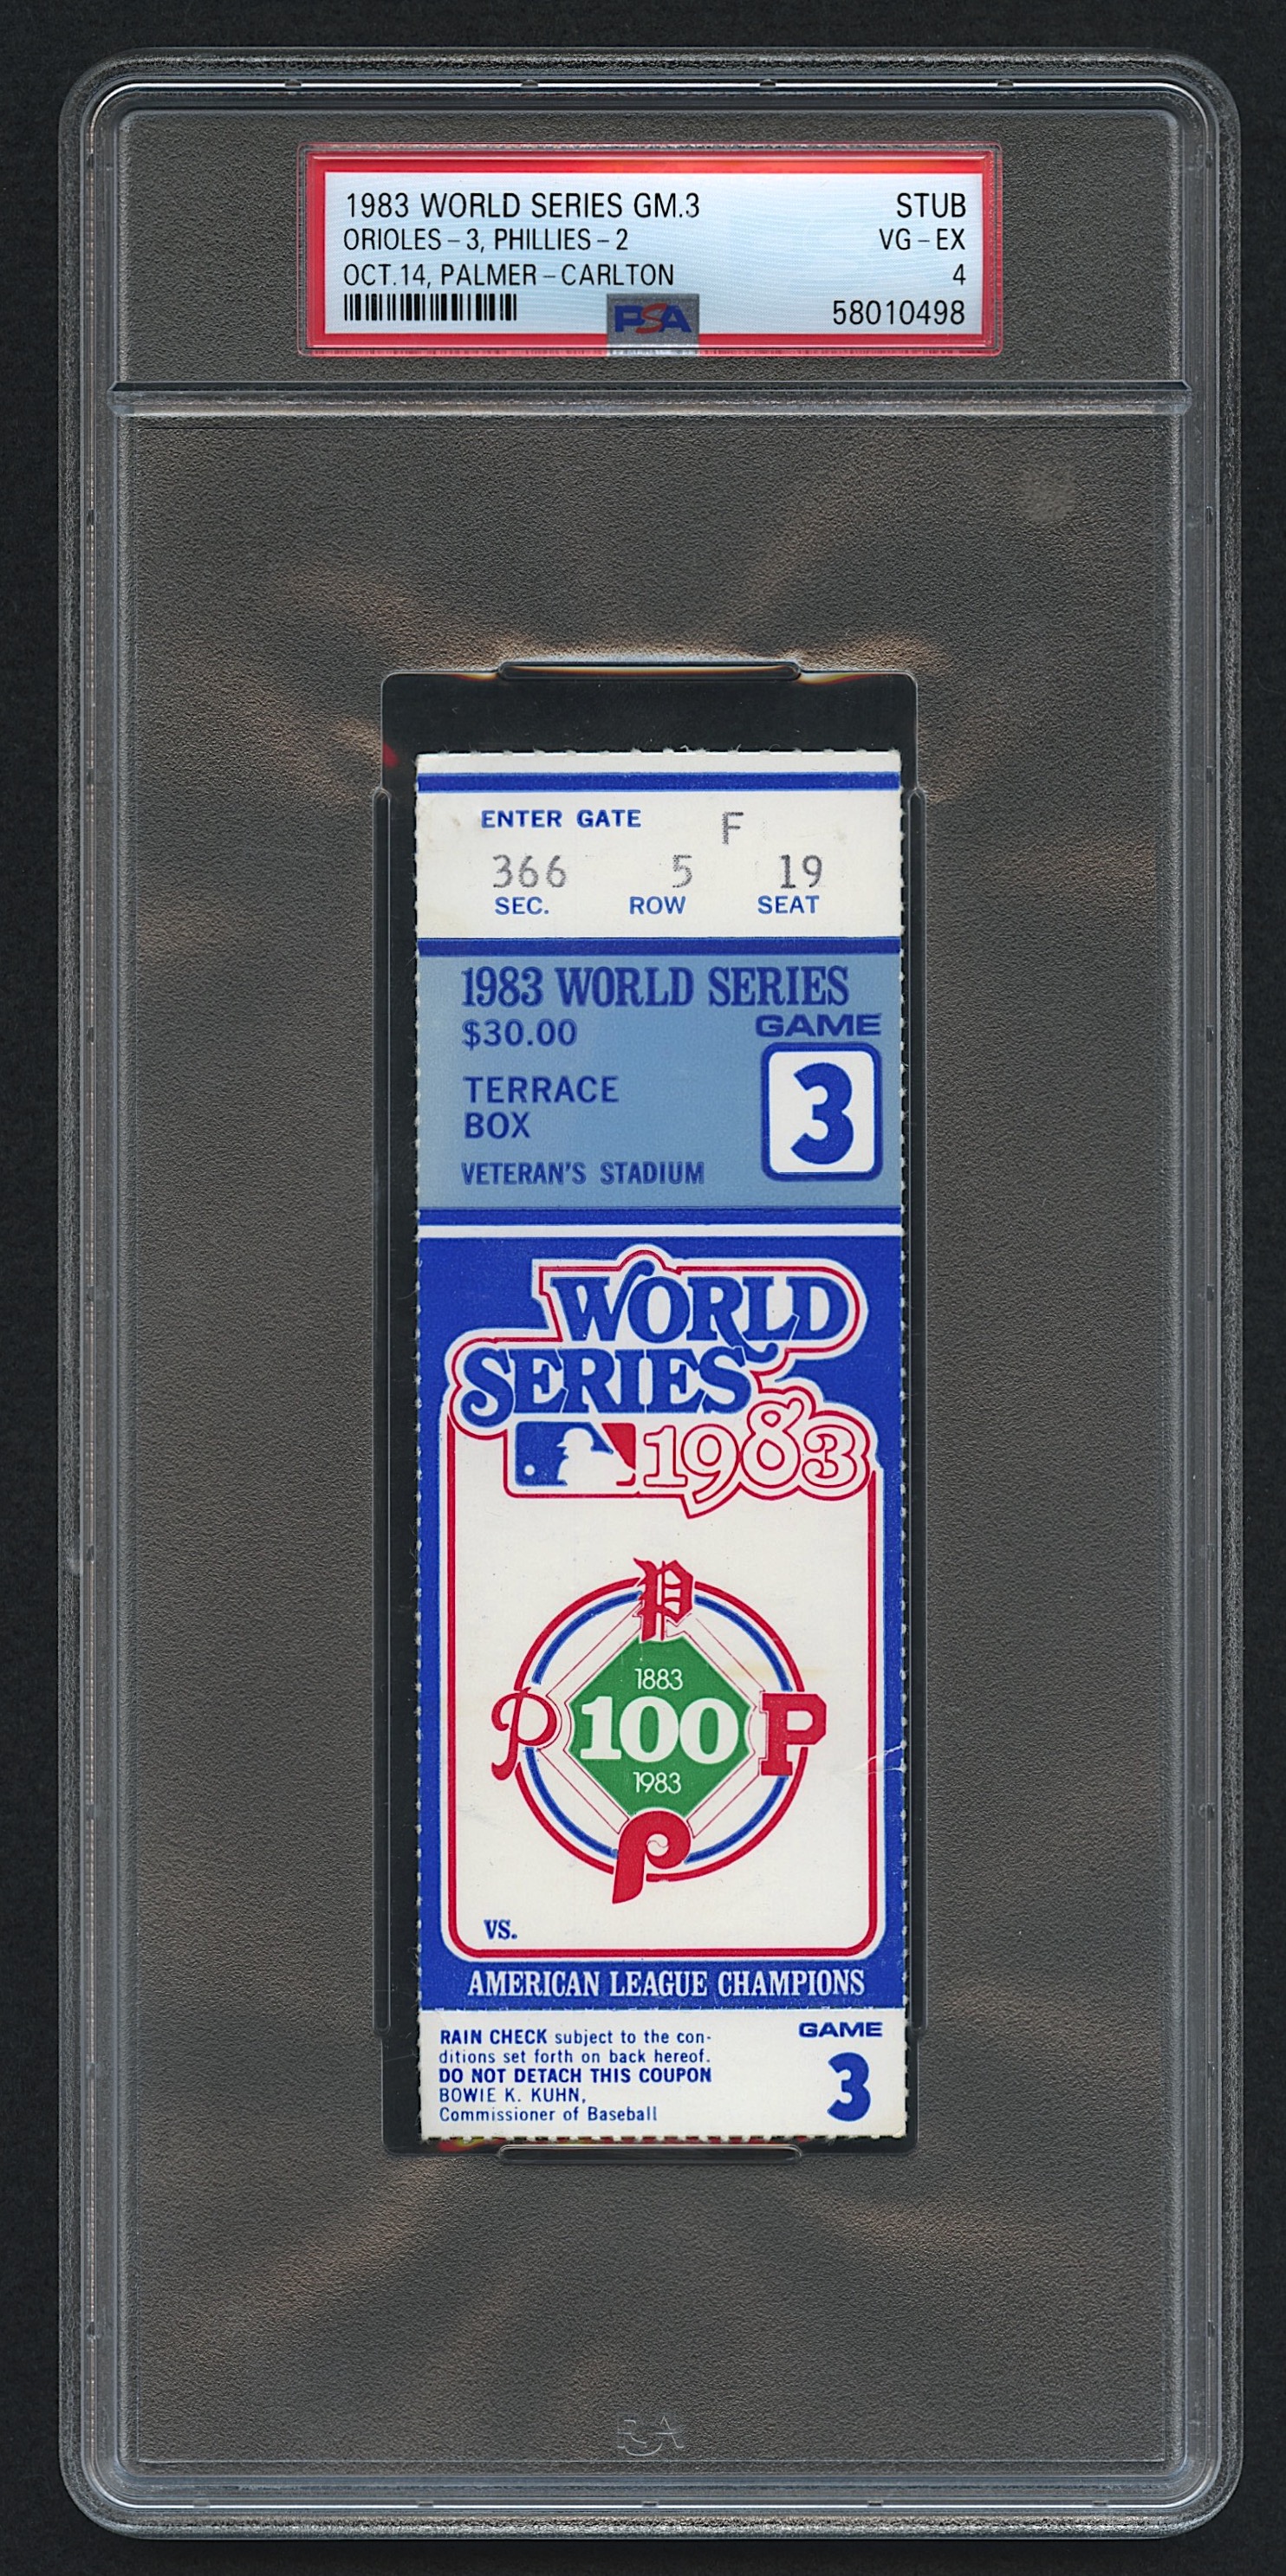 1983 WORLD SERIES GM.3 STUB
ORIOLES-3, PHILLIES-2 VG-EX
OCT.14, PALMER-CARLTON 4
PSA 58010498
ENTER GATE F
366 5 19
SEC. ROW SEAT
1983 WORLD SERIES
$30.00 GAME
TERRACE 3
BOX
VETERAN'S STADIUM
WORLD
SERIES
1983
P
1883
P 100 P
1983
P
VS.
AMERICAN LEAGUE CHAMPIONS
RAIN CHECK subject to the con- GAME
ditions set forth on back hereof. 3
DO NOT DETACH THIS COUPON
BOWIE K. KUHN,
Commissioner of Baseball
PSA